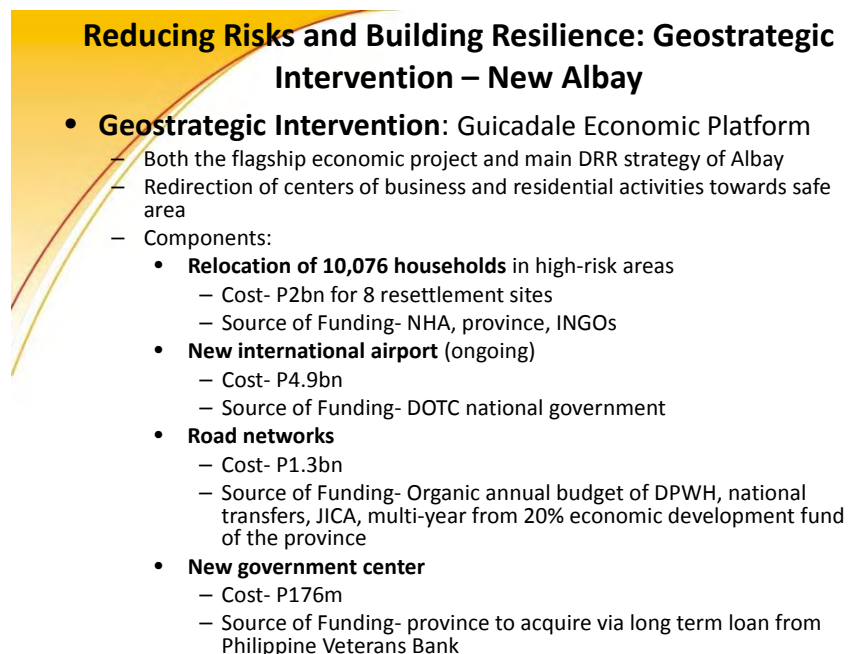 Reducing Risks and Building Resilience: Geostrategic
Intervention – New Albay
• Geostrategic Intervention: Guicadale Economic Platform
– Both the flagship economic project and main DRR strategy of Albay
– Redirection of centers of business and residential activities towards safe
area
– Components:
• Relocation of 10,076 households in high-risk areas
– Cost- P2bn for 8 resettlement sites
– Source of Funding- NHA, province, INGOs
• New international airport (ongoing)
– Cost- P4.9bn
– Source of Funding- DOTC national government
• Road networks
– Cost- P1.3bn
– Source of Funding- Organic annual budget of DPWH, national
transfers, JICA, multi-year from 20% economic development fund
of the province
• New government center
– Cost- P176m
– Source of Funding- province to acquire via long term loan from
Philippine Veterans Bank